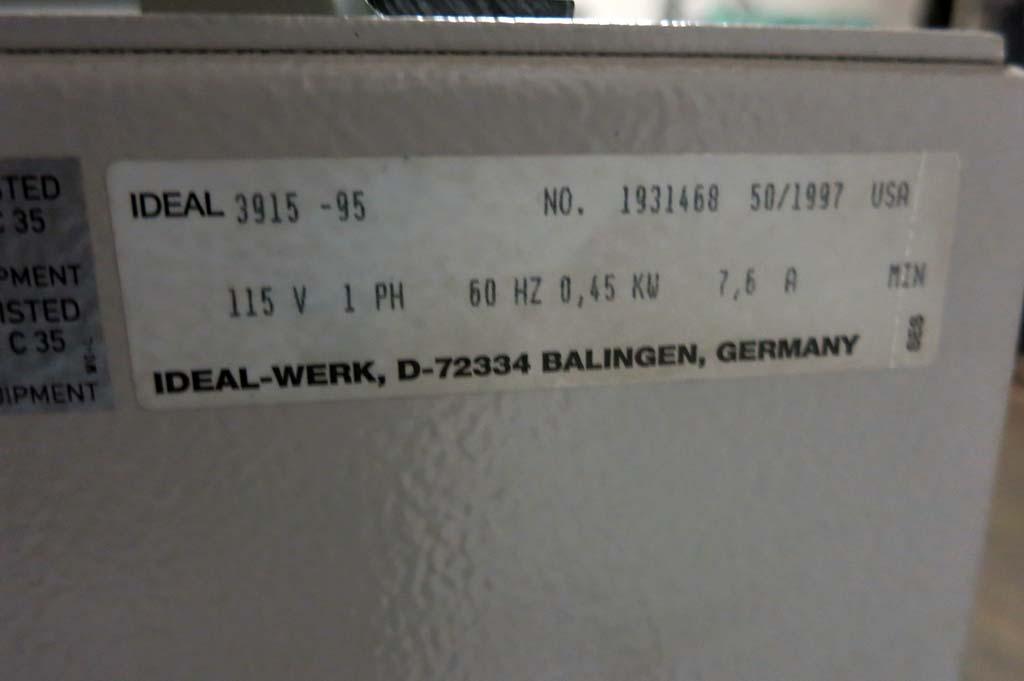 TED
C 35
PMENT
ISTED
C 35
IPMENT
IDEAL 3915 -95 NO. 1931468 50/1997 USA
115 V 1 PH 60 HZ 0,45 KW 7,6 A MIN
IDEAL-WERK, D-72334 BALINGEN, GERMANY